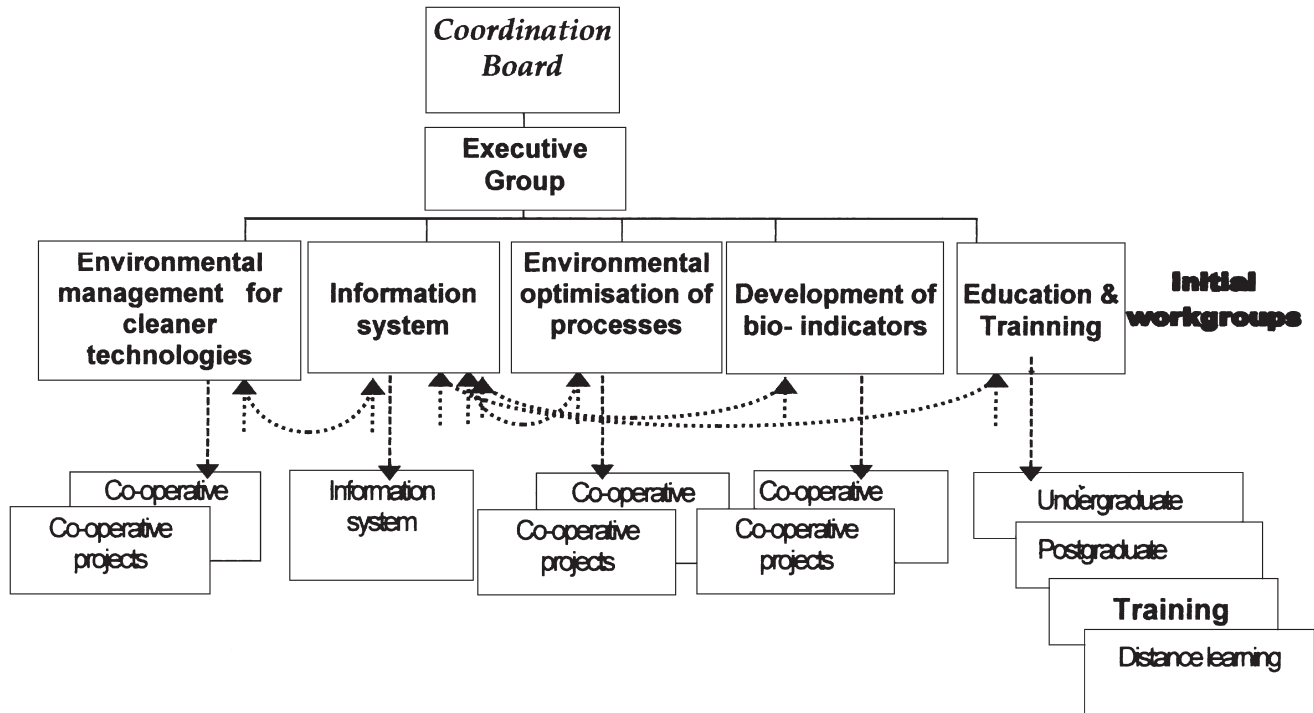 Coordination
Board
Executive
Group
Environmental
management for
cleaner
technologies
Information
system
Environmental
optimisation of
processes
Development of
bio- indicators
Education &
Trainning
Initial
workgroups
Co-operative
Co-operative
projects
Information
system
Co-operative
Co-operative
projects
Co-operative
Co-operative
projects
Undergraduate
Postgraduate
Training
Distance learning